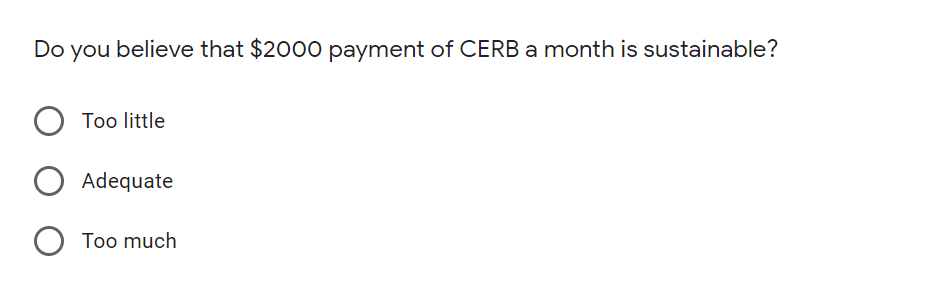 Do you believe that $2000 payment of CERB a month is sustainable?
Too little
Adequate
Too much